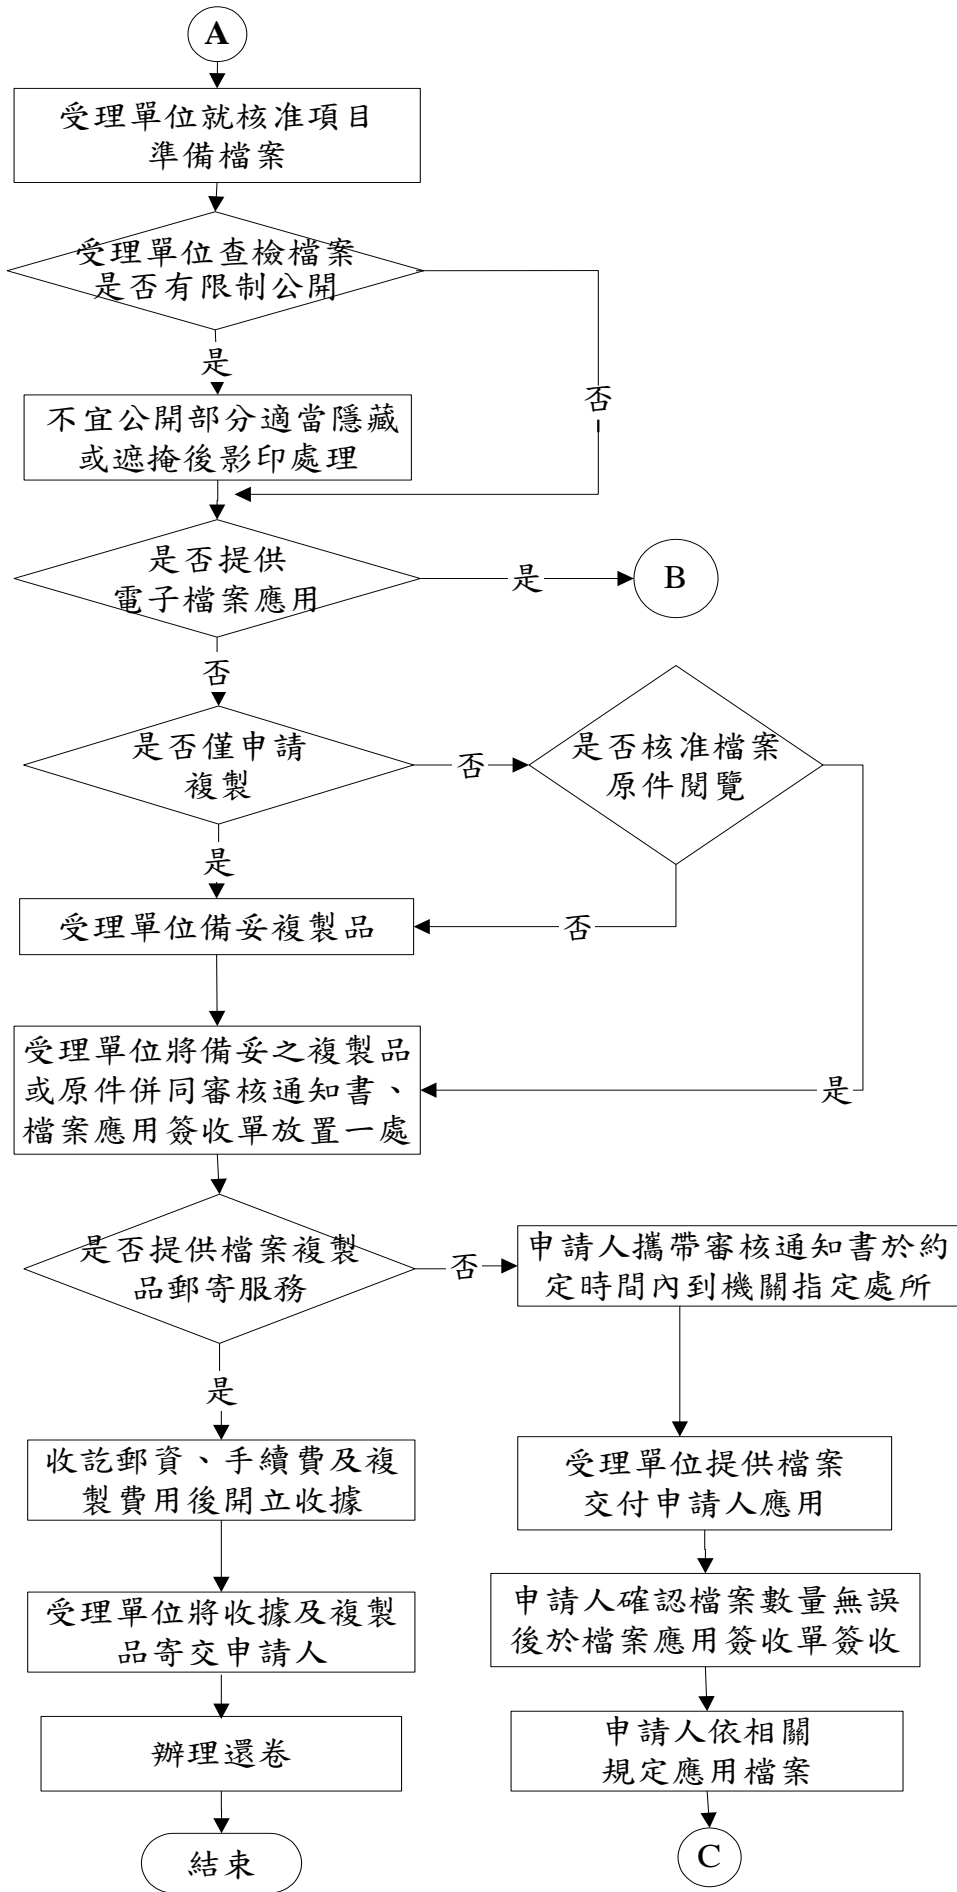 A
受理單位就核准項目
準備檔案
受理單位查檢檔案
是否有限制公開
是
否
不宜公開部分適當隱藏
或遮掩後影印處理
是否提供
電子檔案應用
是
B
否
是否僅申請
複製
否
是否核准檔案
原件閱覽
是
受理單位備妥複製品
否
受理單位將備妥之複製品
或原件併同審核通知書、
檔案應用簽收單放置一處
是
是否提供檔案複製
品郵寄服務
否
申請人攜帶審核通知書於約
定時間內到機關指定處所
是
收訖郵資、手續費及複
製費用後開立收據
受理單位提供檔案
交付申請人應用
受理單位將收據及複製
品寄交申請人
申請人確認檔案數量無誤
後於檔案應用簽收單簽收
辦理還卷
申請人依相關
規定應用檔案
結束
C